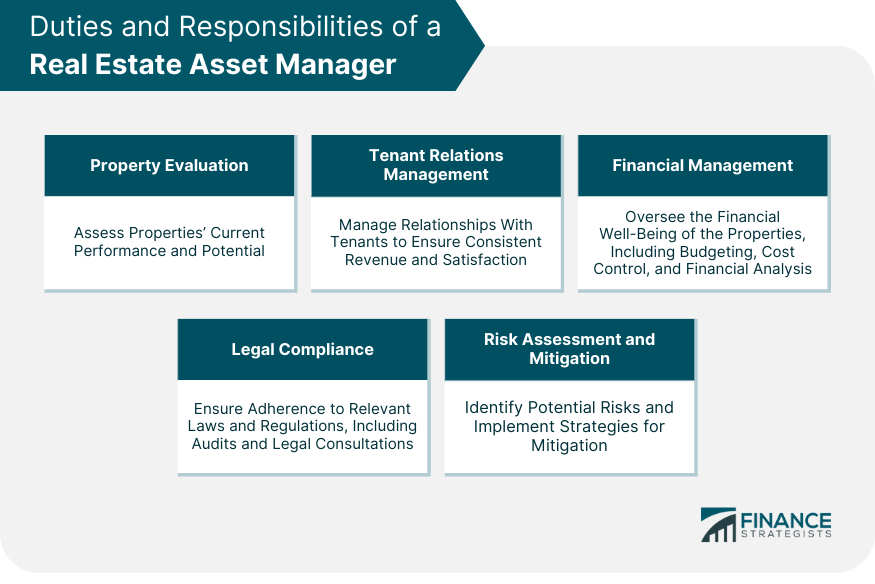 Duties and Responsibilities of a
Real Estate Asset Manager
Property Evaluation
Assess Properties’ Current
Performance and Potential
Tenant Relations
Management
Manage Relationships With
Tenants to Ensure Consistent
Revenue and Satisfaction
Financial Management
Oversee the Financial
Well-Being of the Properties,
Including Budgeting, Cost
Control, and Financial Analysis
Legal Compliance
Ensure Adherence to Relevant
Laws and Regulations, Including
Audits and Legal Consultations
Risk Assessment and
Mitigation
Identify Potential Risks and
Implement Strategies for
Mitigation
FINANCE
STRATEGISTS